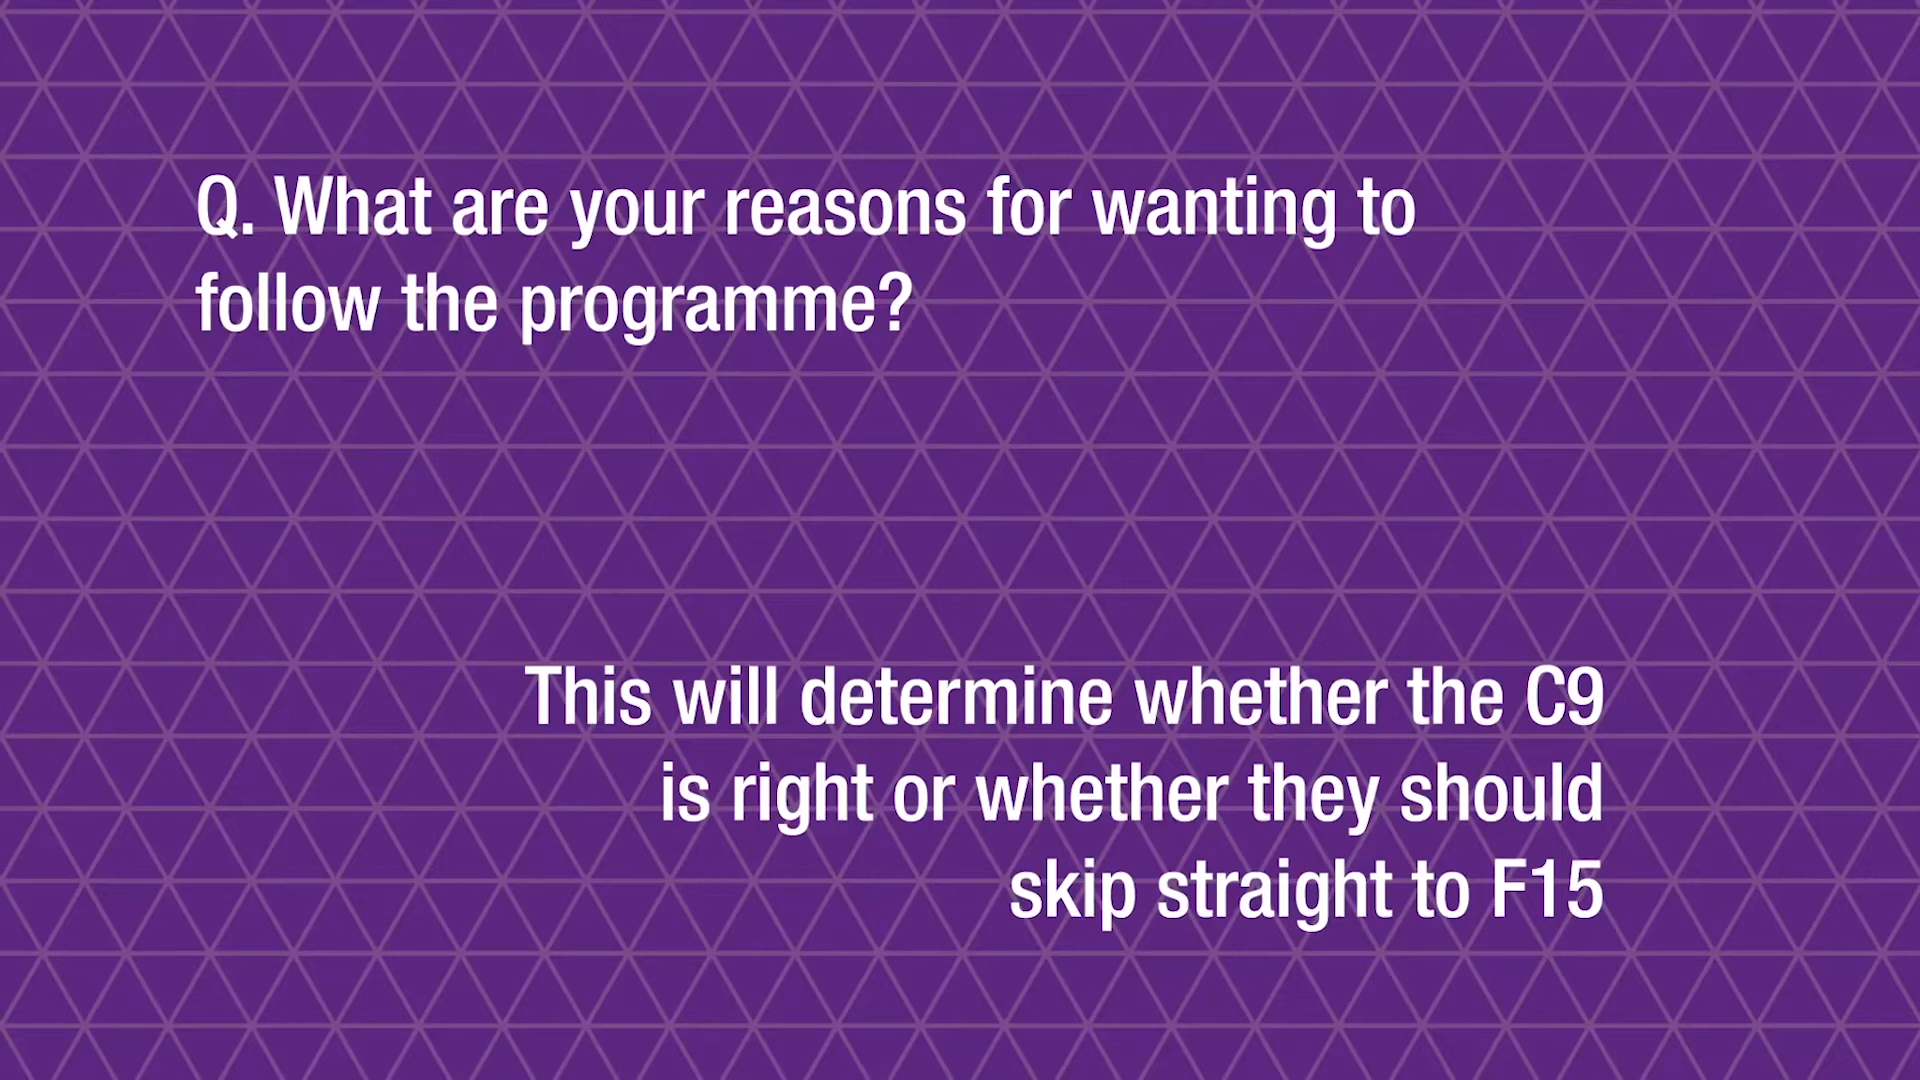 Q. What are your reasons for wanting to
follow the programme?
This will determine whether the C9
is right or whether they should
skip straight to F15